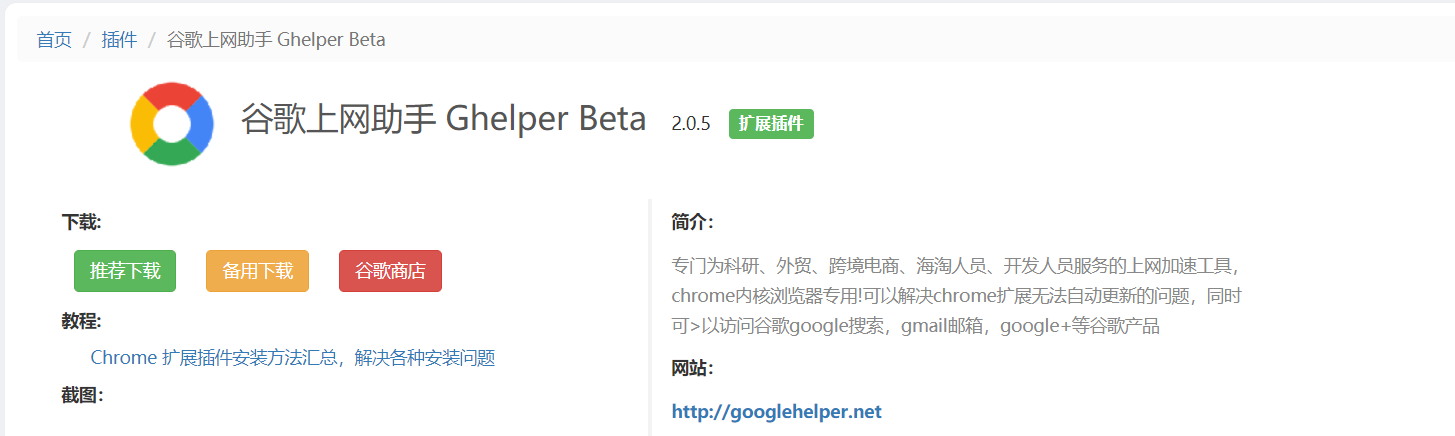 首页 / 插件 / 谷歌上网助手 Ghelper Beta
谷歌上网助手 Ghelper Beta 2.0.5 扩展插件
下载:
推荐下载 备用下载 谷歌商店
教程:
Chrome 扩展插件安装方法汇总，解决各种安装问题
截图：
简介：
专门为科研、外贸、跨境电商、海淘人员、开发人员服务的上网加速工具，
chrome内核浏览器专用!可以解决chrome扩展无法自动更新的问题，同时
可>以访问谷歌google搜索，gmail邮箱，google+等谷歌产品
网站：
http://googlehelper.net